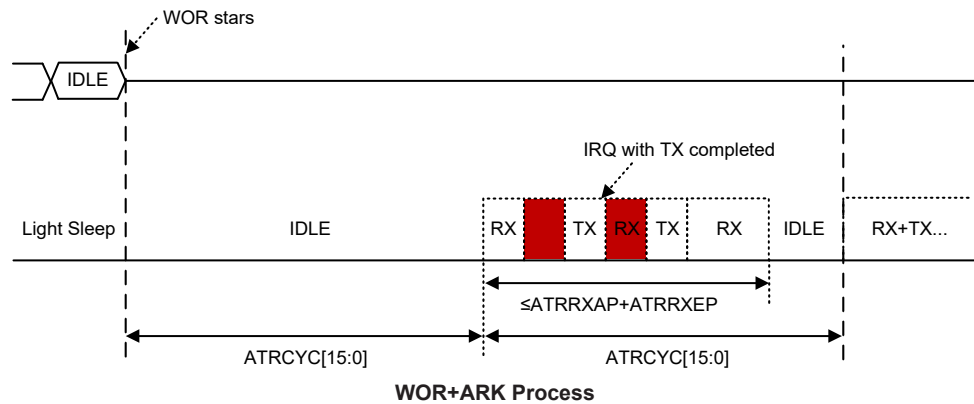 WOR stars
IDLE
IRQ with TX completed
Light Sleep IDLE RX TX RX TX RX IDLE RX+TX...
≤ATRRXAP+ATRRXEP
ATRCYC[15:0] ATRCYC[15:0]
WOR+ARK Process